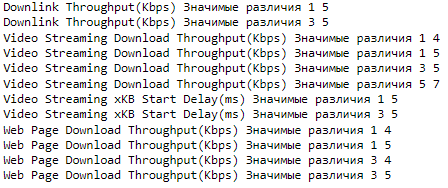 Downlink Throughput(Kbps) Значимые различия 1 5
Downlink Throughput(Kbps) Значимые различия 3 5
Video Streaming Download Throughput(Kbps) Значимые различия 1 4
Video Streaming Download Throughput(Kbps) Значимые различия 1 5
Video Streaming Download Throughput(Kbps) Значимые различия 3 5
Video Streaming Download Throughput(Kbps) Значимые различия 5 7
Video Streaming xKB Start Delay(ms) Значимые различия 1 5
Video Streaming xKB Start Delay(ms) Значимые различия 3 5
Web Page Download Throughput(Kbps) Значимые различия 1 4
Web Page Download Throughput(Kbps) Значимые различия 1 5
Web Page Download Throughput(Kbps) Значимые различия 3 4
Web Page Download Throughput(Kbps) Значимые различия 3 5